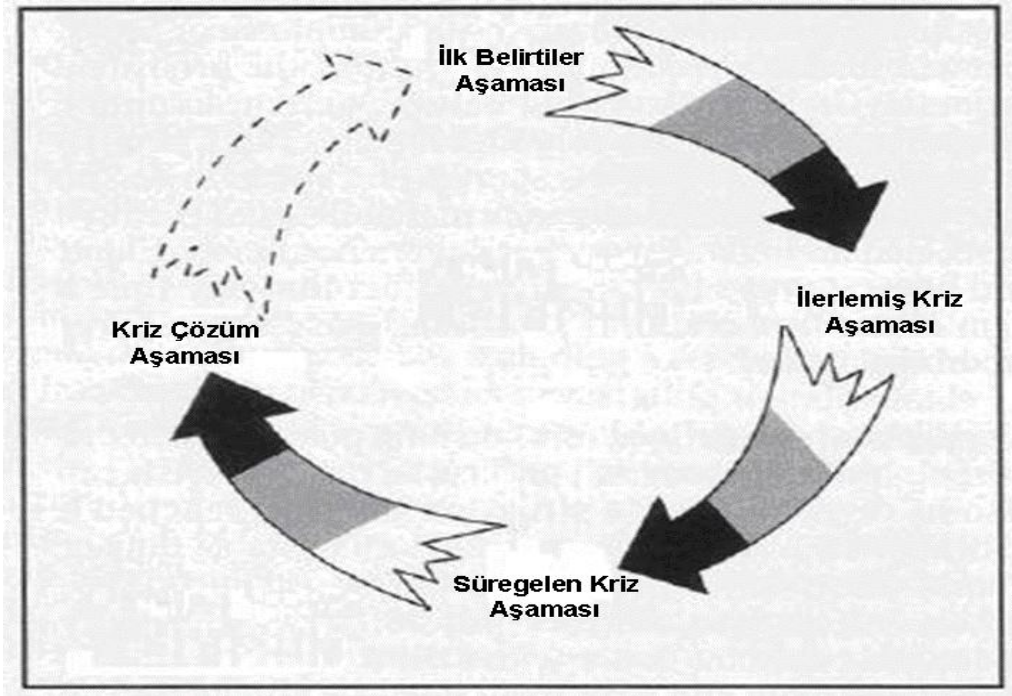 İlk Belirtiler
Aşaması
İlerlemiş Kriz
Aşaması
Süregelen Kriz
Aşaması
Kriz Çözüm
Aşaması